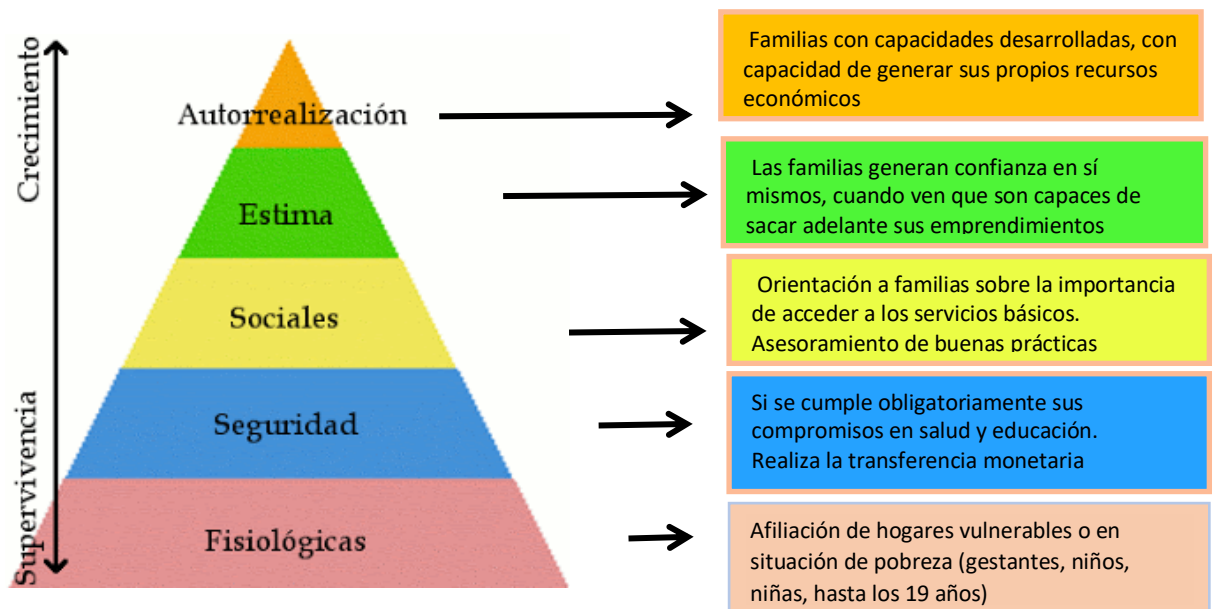 Crecimiento
Supervivencia
Autorrealización
Familias con capacidades desarrolladas, con
capacidad de generar sus propios recursos
económicos
Estima
Las familias generan confianza en sí
mismos, cuando ven que son capaces de
sacar adelante sus emprendimientos
Sociales
Orientación a familias sobre la importancia
de acceder a los servicios básicos.
Asesoramiento de buenas prácticas
Seguridad
Si se cumple obligatoriamente sus
compromisos en salud y educación.
Realiza la transferencia monetaria
Fisiológicas
Afiliación de hogares vulnerables o en
situación de pobreza (gestantes, niños,
niñas, hasta los 19 años)